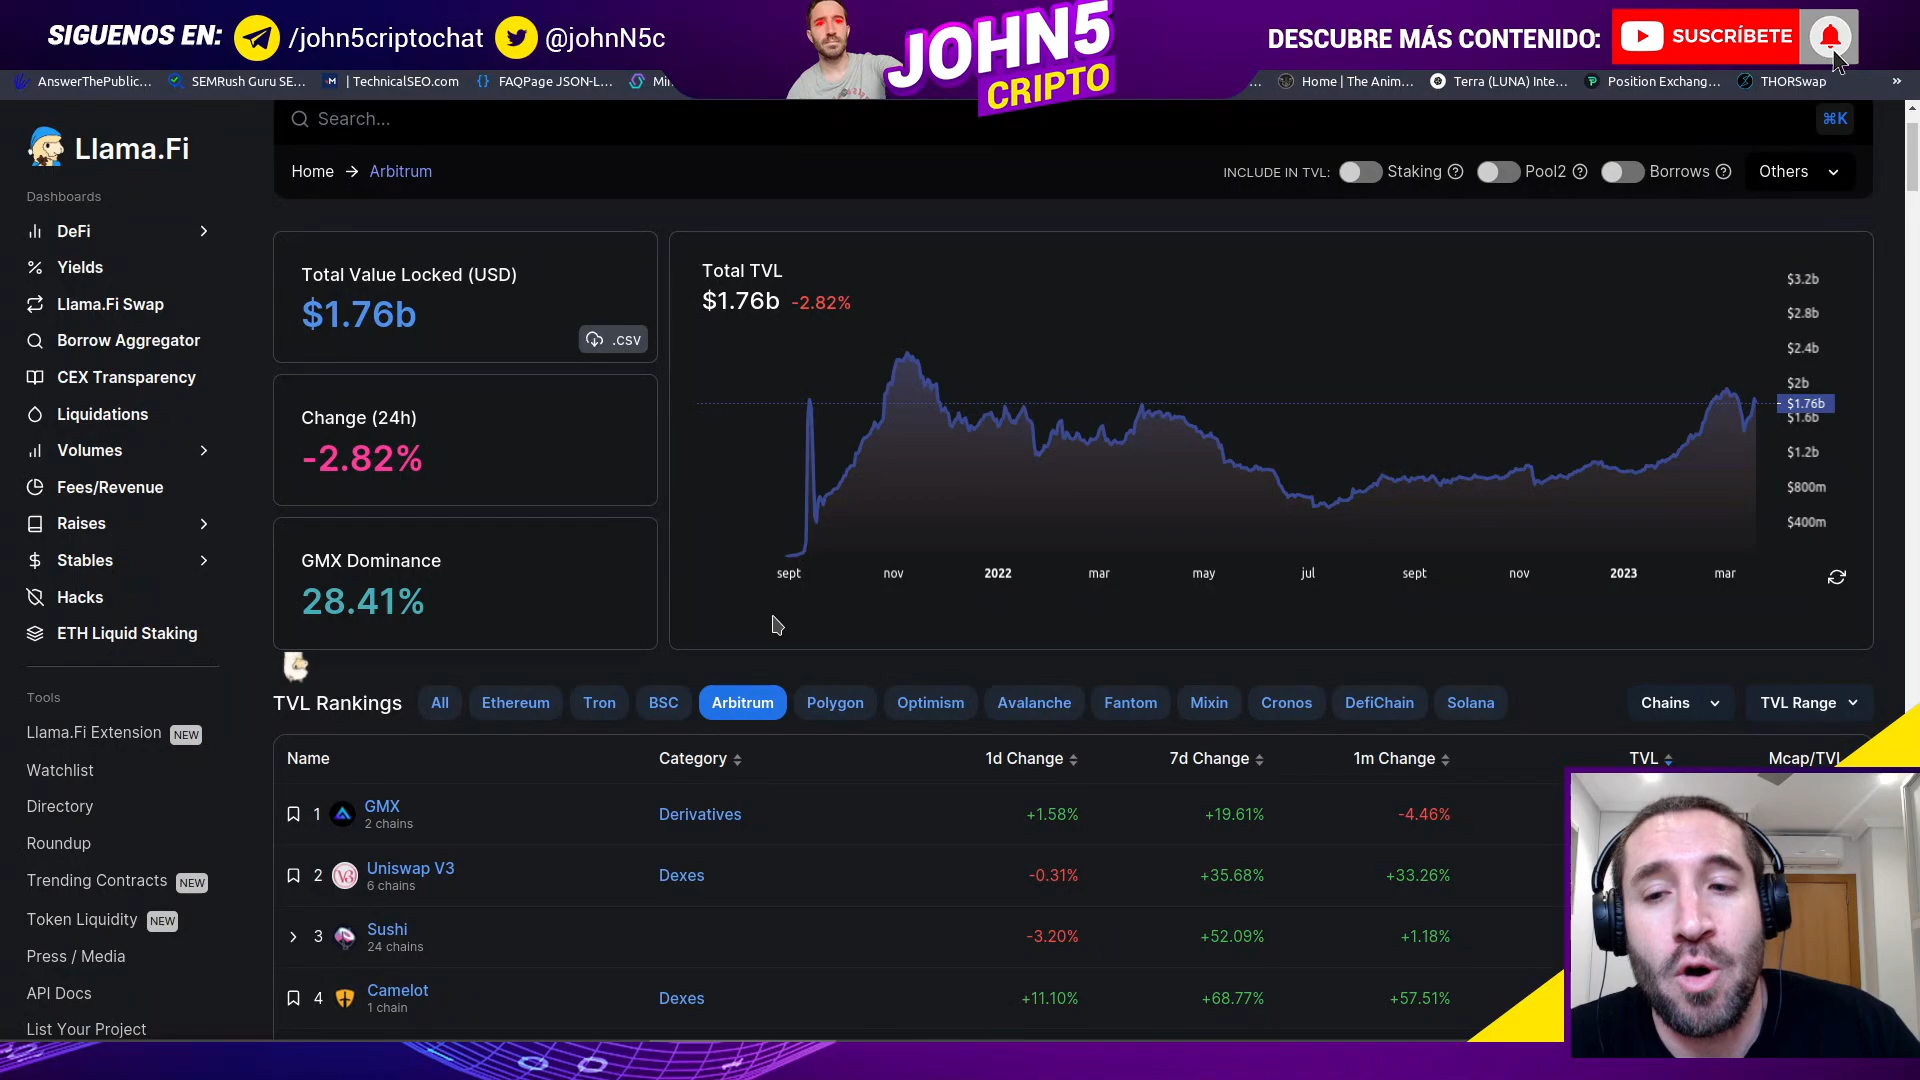 SIGUENOS EN: /john5criptochat @johnN5c
JOHN5
CRIPTO
DESCUBRE MÁS CONTENIDO: SUSCRÍBETE
AnswerThePublic... SEMRush Guru SE... | TechnicalSEO.com FAQPage JSON-L... Home | The Anim... Terra (LUNA) Inte... Position Exchang... THORSwap »
Llama.Fi
Search...
⌘K
Home → Arbitrum
INCLUDE IN TVL: Staking Pool2 Borrows Others
Dashboards
DeFi
Yields
Llama.Fi Swap
Borrow Aggregator
CEX Transparency
Liquidations
Volumes
Fees/Revenue
Raises
Stables
Hacks
ETH Liquid Staking
Tools
Llama.Fi Extension NEW
Watchlist
Directory
Roundup
Trending Contracts NEW
Token Liquidity NEW
Press / Media
API Docs
List Your Project
Total Value Locked (USD)
$1.76b
.csv
Change (24h)
-2.82%
GMX Dominance
28.41%
Total TVL
$1.76b -2.82%
$3.2b
$2.8b
$2.4b
$2b
$1.76b
$1.6b
$1.2b
$800m
$400m
sept nov 2022 mar may jul sept nov 2023 mar
TVL Rankings All Ethereum Tron BSC Arbitrum Polygon Optimism Avalanche Fantom Mixin Cronos DefiChain Solana Chains TVL Range
Name Category 1d Change 7d Change 1m Change TVL Mcap/TVL
1 GMX Derivatives +1.58% +19.61% -4.46%
2 chains
2 Uniswap V3 Dexes -0.31% +35.68% +33.26%
6 chains
3 Sushi -3.20% +52.09% +1.18%
24 chains
4 Camelot Dexes +11.10% +68.77% +57.51%
1 chain